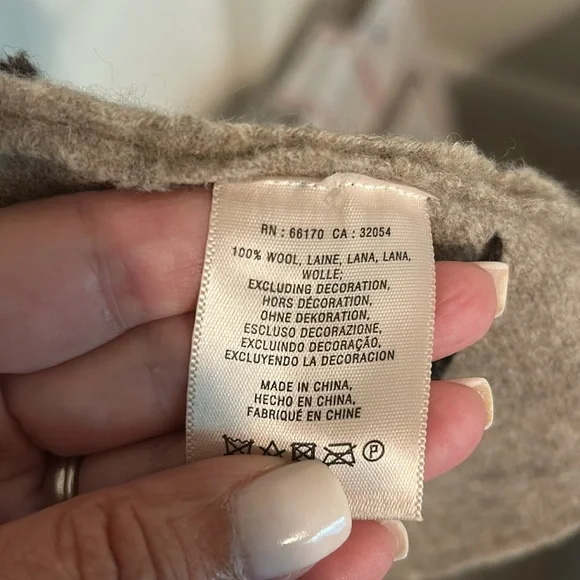 RN : 66170 CA : 32054
100% WOOL, LAINE, LANA, LANA,
WOLLE;
EXCLUDING DECORATION,
HORS DÉCORATION,
OHNE DEKORATION,
ESCLUSO DECORAZIONE,
EXCLUINDO DECORAÇÃO,
EXCLUYENDO LA DECORACION
MADE IN CHINA,
HECHO EN CHINA,
FABRIQUÉ EN CHINE
P